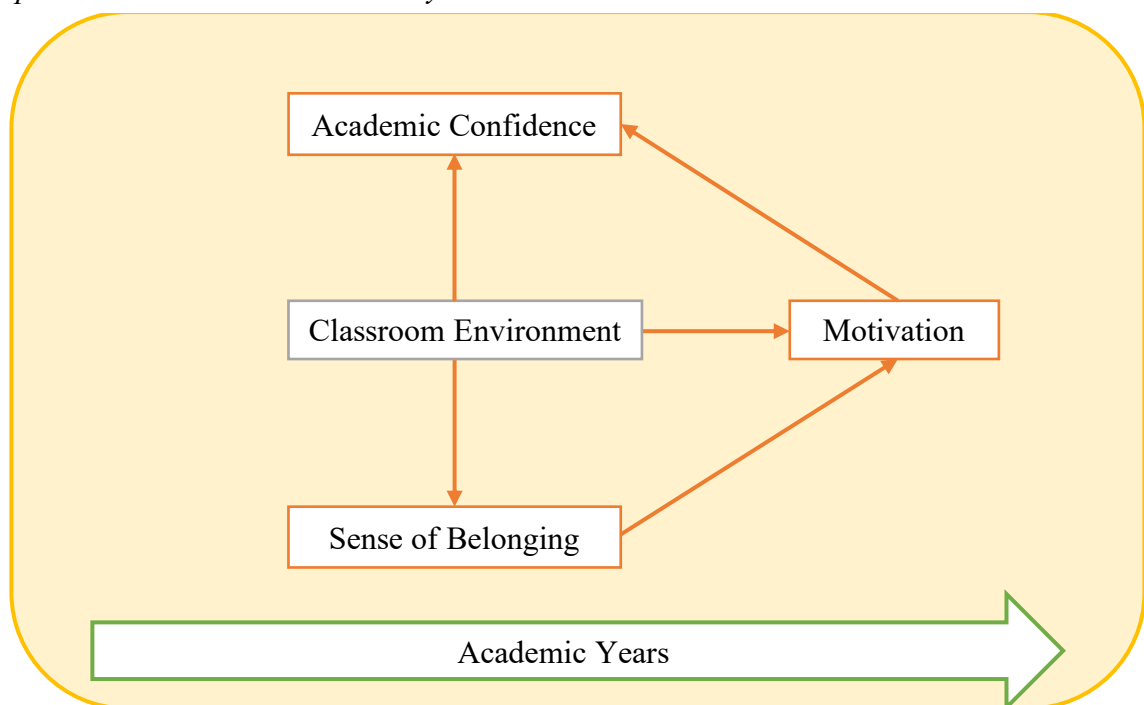 Academic Confidence
Classroom Environment
Motivation
Sense of Belonging
Academic Years